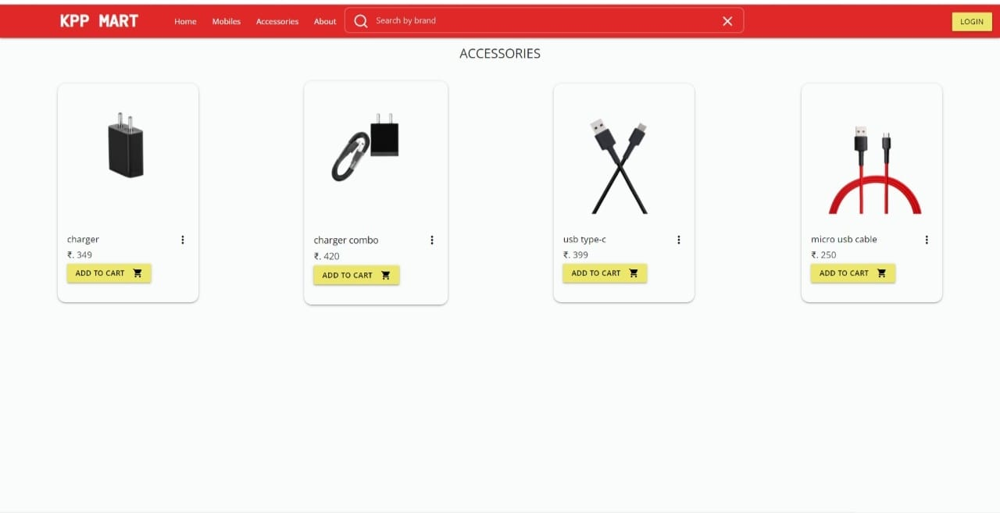 KPP MART Home Mobiles Accessories About Search by brand LOGIN
ACCESSORIES
charger
₹. 349
ADD TO CART
charger combo
₹. 420
ADD TO CART
usb type-c
₹. 399
ADD TO CART
micro usb cable
₹. 250
ADD TO CART